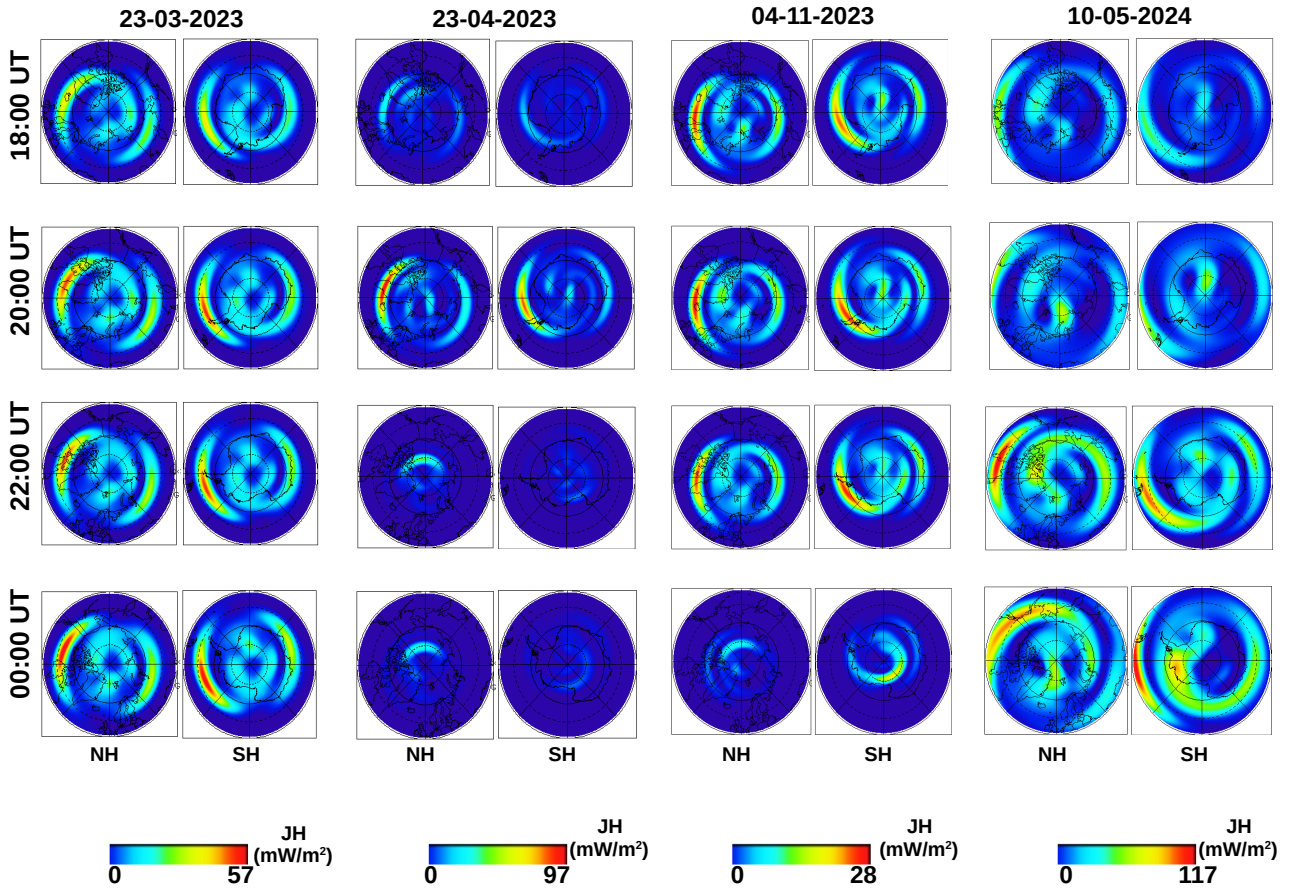 23-03-2023 23-04-2023 04-11-2023 10-05-2024
18:00 UT
20:00 UT
22:00 UT
00:00 UT
NH SH NH SH NH SH NH SH
JH JH JH JH
(mW/m²) (mW/m²) (mW/m²) (mW/m²)
0 57 0 97 0 28 0 117